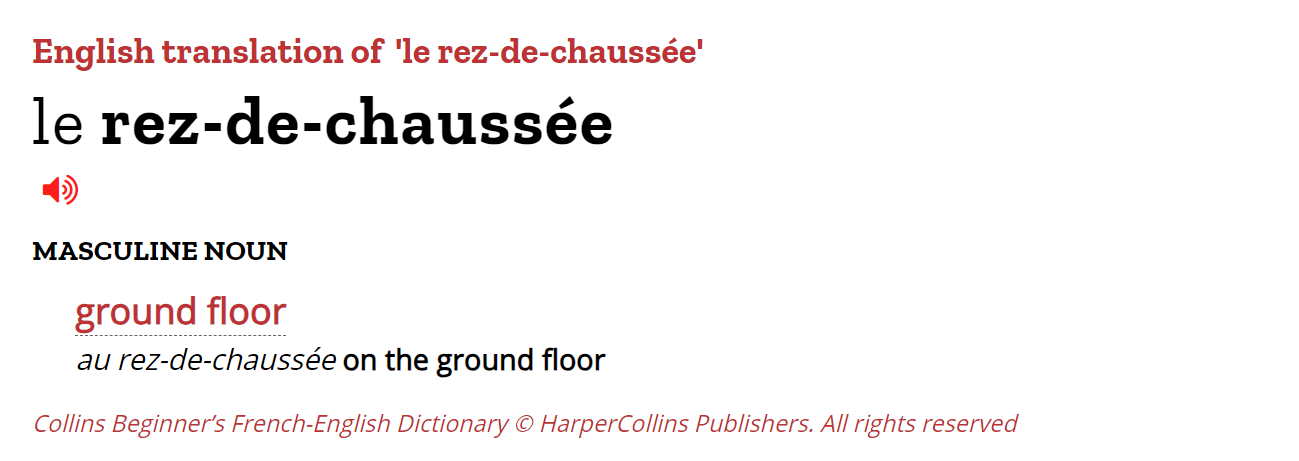 English translation of 'le rez-de-chaussée'
le rez-de-chaussée
MASCULINE NOUN
ground floor
au rez-de-chaussée on the ground floor
Collins Beginner’s French-English Dictionary © HarperCollins Publishers. All rights reserved